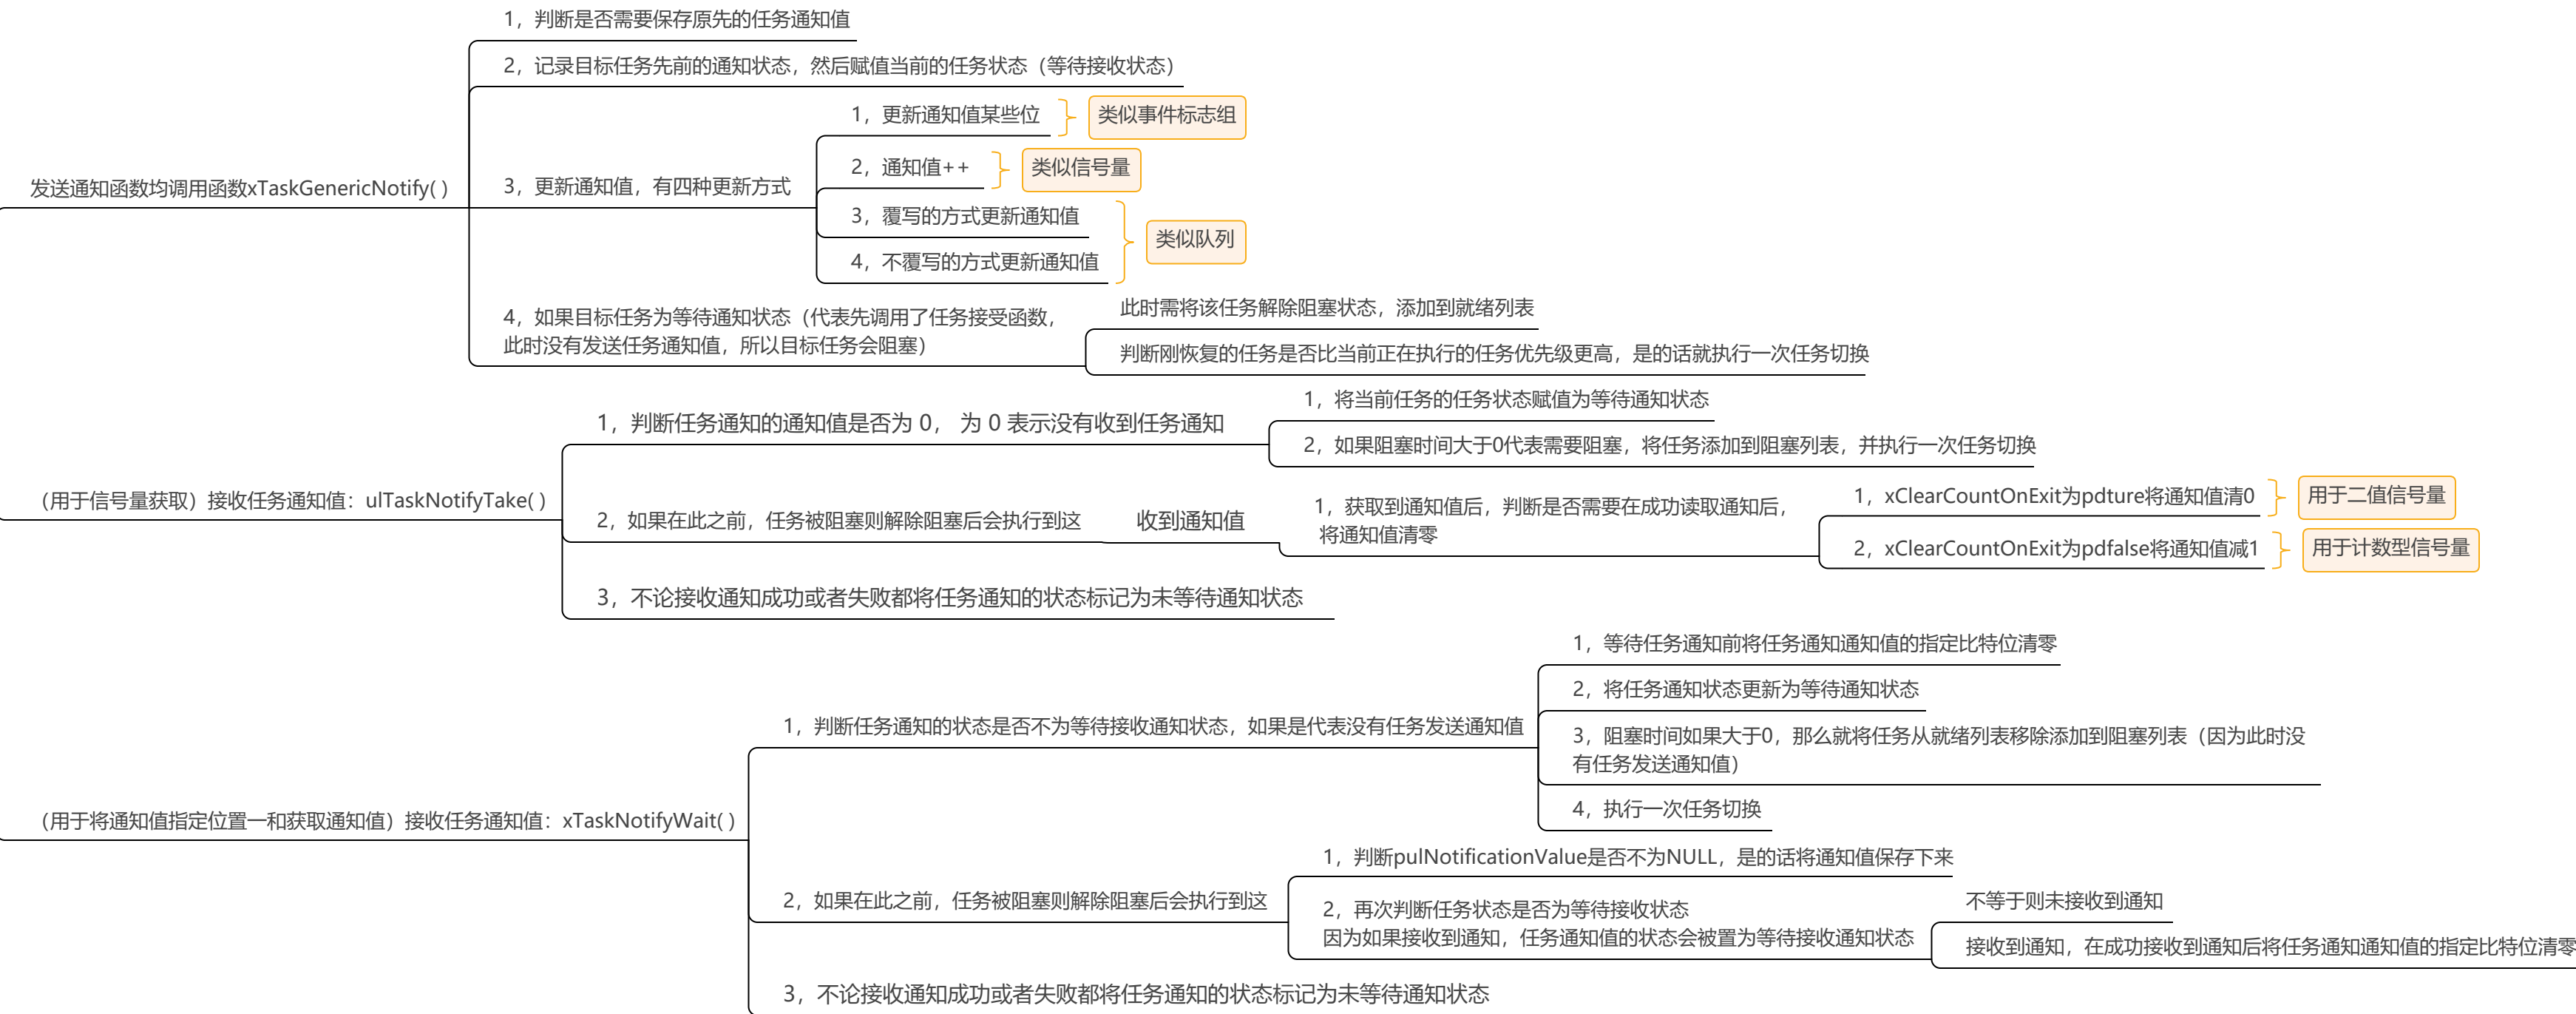 发送通知函数均调用函数xTaskGenericNotify( )
1，判断是否需要保存原先的任务通知值
2，记录目标任务先前的通知状态，然后赋值当前的任务状态（等待接收状态）
3，更新通知值，有四种更新方式
1，更新通知值某些位
类似事件标志组
2，通知值++
类似信号量
3，覆写的方式更新通知值
4，不覆写的方式更新通知值
类似队列
4，如果目标任务为等待通知状态（代表先调用了任务接受函数，
此时没有发送任务通知值，所以目标任务会阻塞）
此时需将该任务解除阻塞状态，添加到就绪列表
判断刚恢复的任务是否比当前正在执行的任务优先级更高，是的话就执行一次任务切换
（用于信号量获取）接收任务通知值：ulTaskNotifyTake( )
1，判断任务通知的通知值是否为 0， 为 0 表示没有收到任务通知
1，将当前任务的任务状态赋值为等待通知状态
2，如果阻塞时间大于0代表需要阻塞，将任务添加到阻塞列表，并执行一次任务切换
2，如果在此之前，任务被阻塞则解除阻塞后会执行到这
收到通知值
1，获取到通知值后，判断是否需要在成功读取通知后，
将通知值清零
1，xClearCountOnExit为pdture将通知值清0
用于二值信号量
2，xClearCountOnExit为pdfalse将通知值减1
用于计数型信号量
3，不论接收通知成功或者失败都将任务通知的状态标记为未等待通知状态
（用于将通知值指定位置一和获取通知值）接收任务通知值：xTaskNotifyWait( )
1，判断任务通知的状态是否不为等待接收通知状态，如果是代表没有任务发送通知值
1，等待任务通知前将任务通知通知值的指定比特位清零
2，将任务通知状态更新为等待通知状态
3，阻塞时间如果大于0，那么就将任务从就绪列表移除添加到阻塞列表（因为此时没
有任务发送通知值）
4，执行一次任务切换
2，如果在此之前，任务被阻塞则解除阻塞后会执行到这
1，判断pulNotificationValue是否不为NULL，是的话将通知值保存下来
2，再次判断任务状态是否为等待接收状态
因为如果接收到通知，任务通知值的状态会被置为等待接收通知状态
不等于则未接收到通知
接收到通知，在成功接收到通知后将任务通知通知值的指定比特位清零
3，不论接收通知成功或者失败都将任务通知的状态标记为未等待通知状态